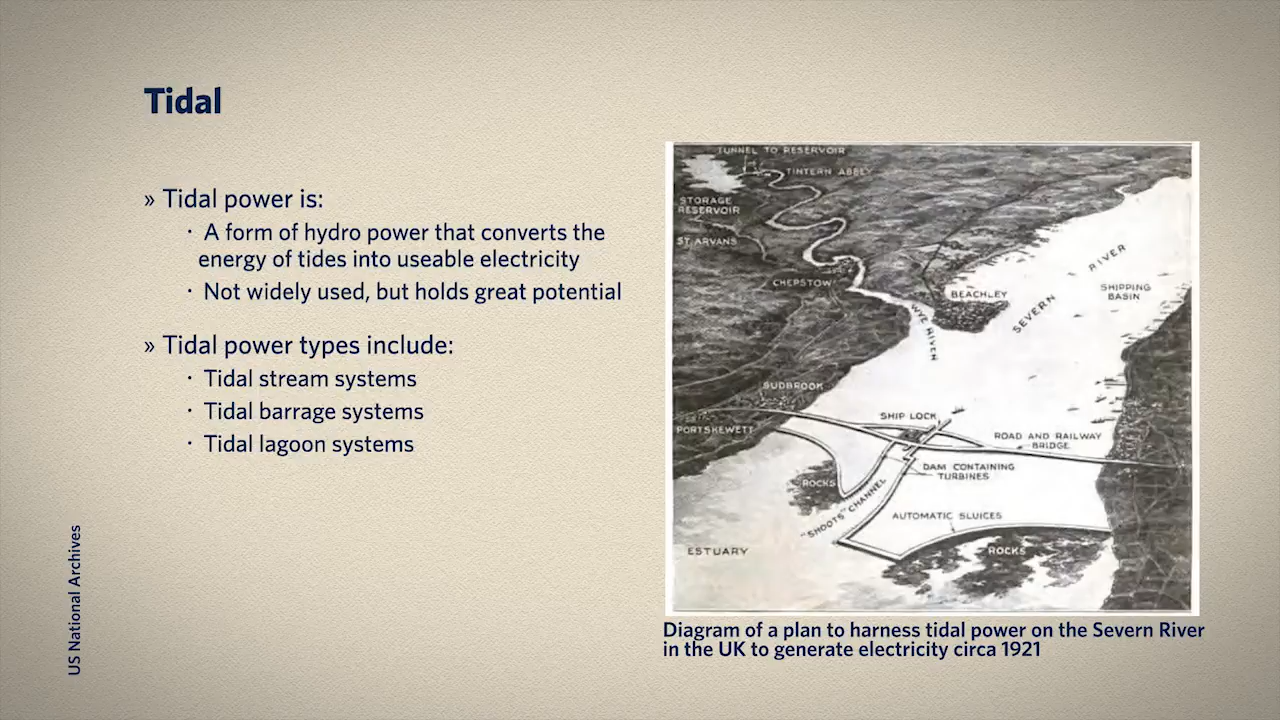 Tidal
» Tidal power is:
· A form of hydro power that converts the
energy of tides into useable electricity
· Not widely used, but holds great potential
» Tidal power types include:
· Tidal stream systems
· Tidal barrage systems
· Tidal lagoon systems
US National Archives
TUNNEL TO RESERVOIR
TINTERN ABBEY
STORAGE
RESERVOIR
ST ARVANS
CHEPSTOW
WYE RIVER
BEACHLEY
SEVERN RIVER
SHIPPING
BASIN
SUDBROOK
PORTSKEWETT
SHIP LOCK
ROAD AND RAILWAY
BRIDGE
DAM CONTAINING
TURBINES
ROCKS
"SHOOTS" CHANNEL
AUTOMATIC SLUICES
ESTUARY
ROCKS
Diagram of a plan to harness tidal power on the Severn River
in the UK to generate electricity circa 1921